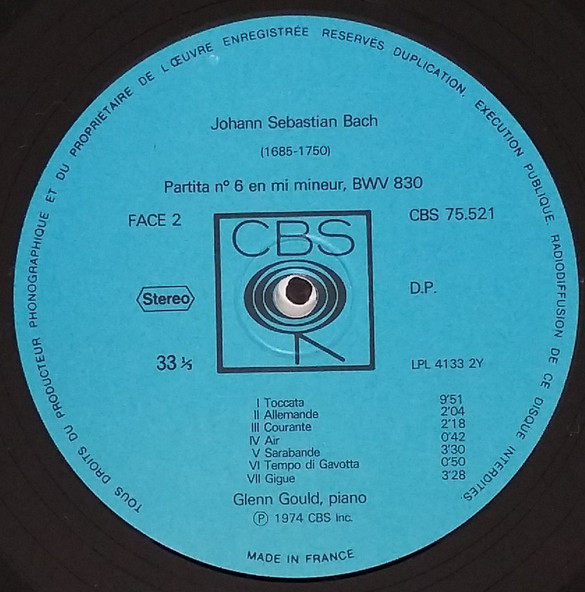 TOUS DROITS DU PRODUCTEUR PHONOGRAPHIQUE ET DU PROPRIÉTAIRE DE L'ŒUVRE ENREGISTRÉE RESERVÉS DUPLICATION, EXÉCUTION PUBLIQUE, RADIODIFFUSION DE CE DISQUE INTERDITES.
Johann Sebastian Bach
(1685-1750)
Partita n° 6 en mi mineur, BWV 830
FACE 2
CBS 75.521
CBS
Stereo
D.P.
33 ⅓
LPL 4133 2Y
I Toccata 9'51
II Allemande 2'04
III Courante 2'18
IV Air 0'42
V Sarabande 3'30
VI Tempo di Gavotta 0'50
VII Gigue 3'28
Glenn Gould, piano
℗ 1974 CBS Inc.
MADE IN FRANCE